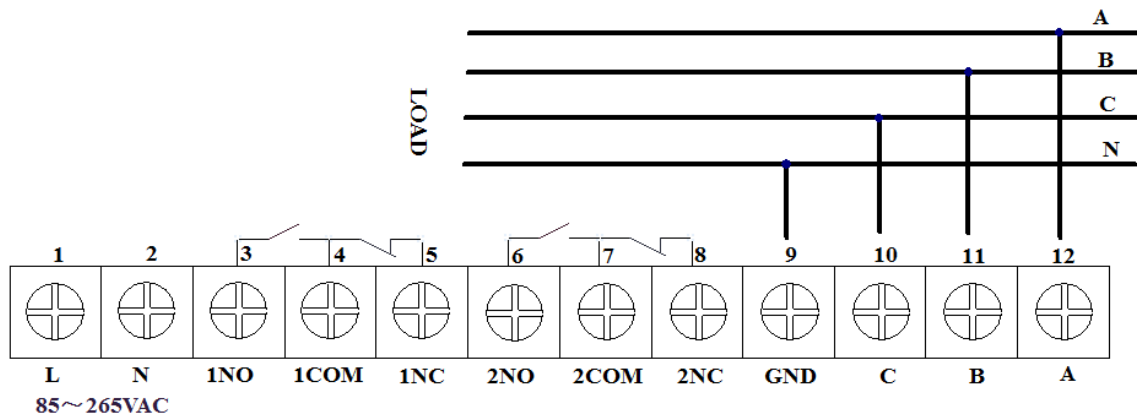 A
B
C
N
LOAD
1 2 3 4 5 6 7 8 9 10 11 12
L N 1NO 1COM 1NC 2NO 2COM 2NC GND C B A
85～265VAC